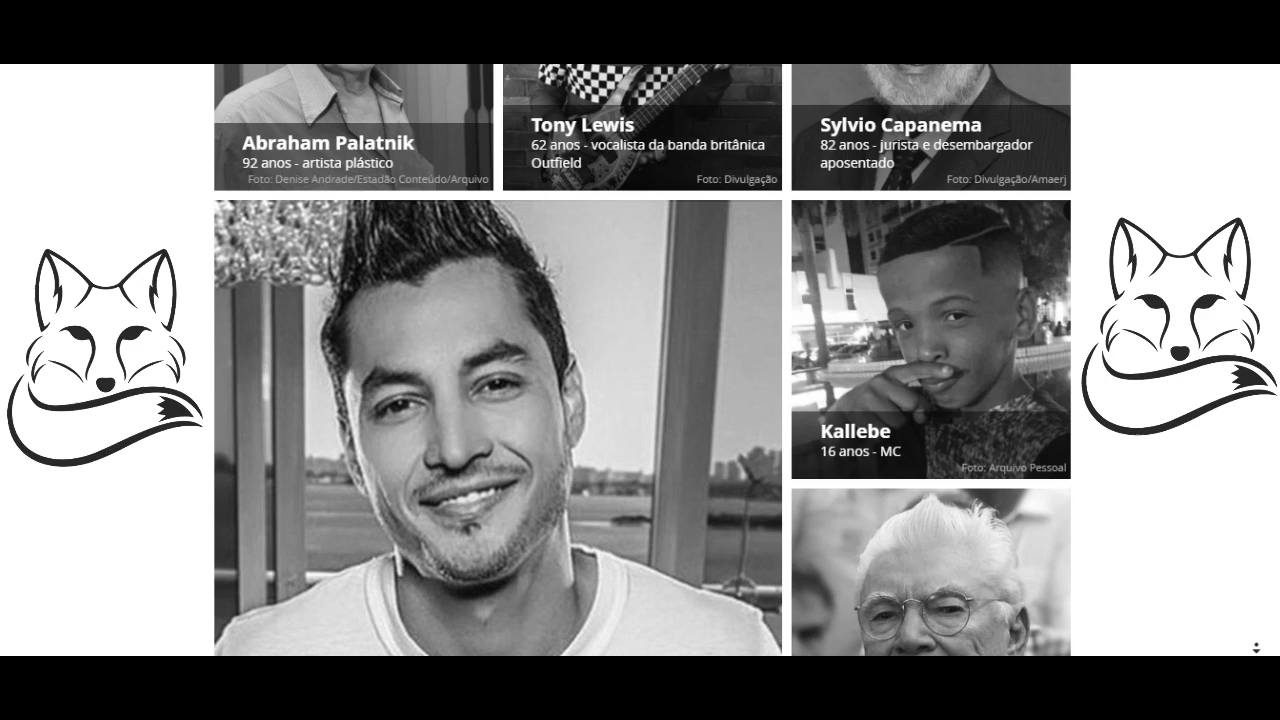 Abraham Palatnik
92 anos - artista plástico
Foto: Denise Andrade/Estadão Conteúdo/Arquivo
Tony Lewis
62 anos - vocalista da banda britânica
Outfield
Foto: Divulgação
Sylvio Capanema
82 anos - jurista e desembargador
aposentado
Foto: Divulgação/Amaerj
Kallebe
16 anos - MC
Foto: Arquivo Pessoal